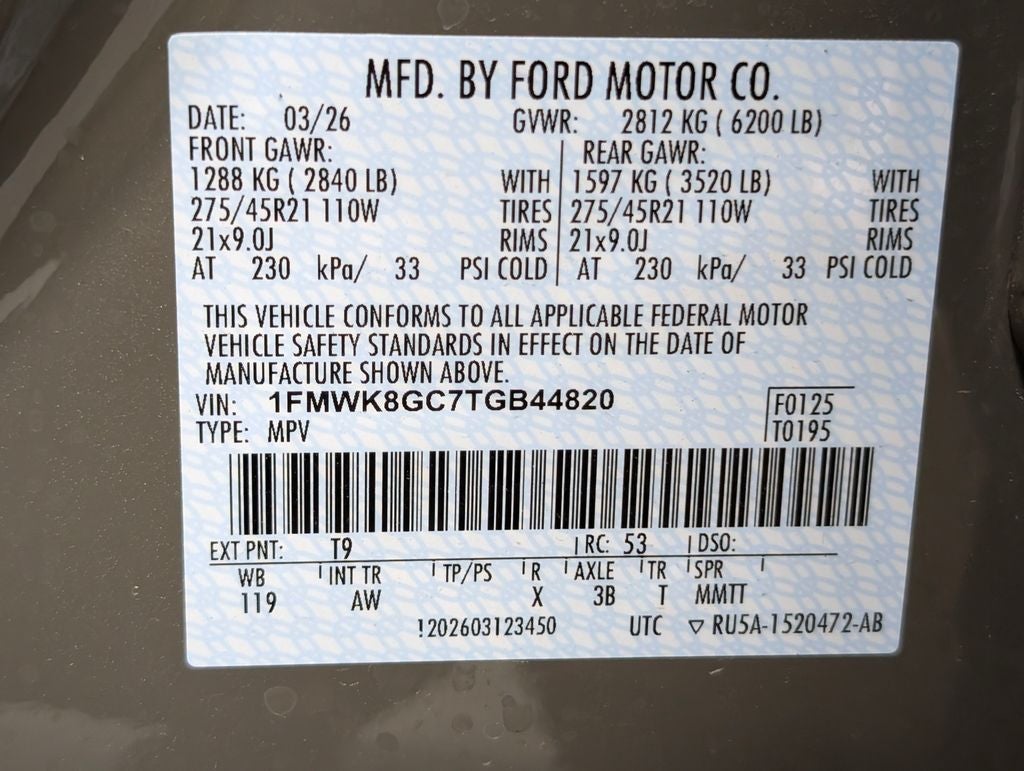 MFD. BY FORD MOTOR CO.
DATE: 03/26 GVWR: 2812 KG ( 6200 LB)
FRONT GAWR: REAR GAWR:
1288 KG ( 2840 LB) WITH 1597 KG ( 3520 LB) WITH
275/45R21 110W TIRES 275/45R21 110W TIRES
21x9.0J RIMS 21x9.0J RIMS
AT 230 kPa/ 33 PSI COLD AT 230 kPa/ 33 PSI COLD
THIS VEHICLE CONFORMS TO ALL APPLICABLE FEDERAL MOTOR
VEHICLE SAFETY STANDARDS IN EFFECT ON THE DATE OF
MANUFACTURE SHOWN ABOVE.
VIN: 1FMWK8GC7TGB44820 F0125
TYPE: MPV T0195
EXT PNT: T9 RC: 53 DSO:
WB INT TR TP/PS R AXLE TR SPR
119 AW X 3B T MMTT
!202603123450 UTC ▽ RU5A-1520472-AB